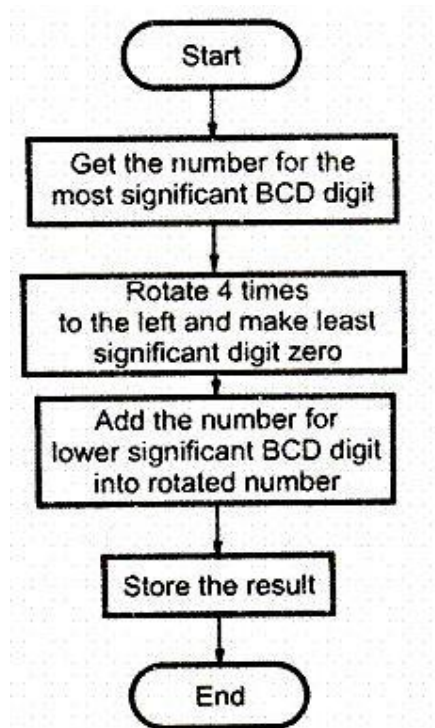 Start
Get the number for the
most significant BCD digit
Rotate 4 times
to the left and make least
significant digit zero
Add the number for
lower significant BCD digit
into rotated number
Store the result
End